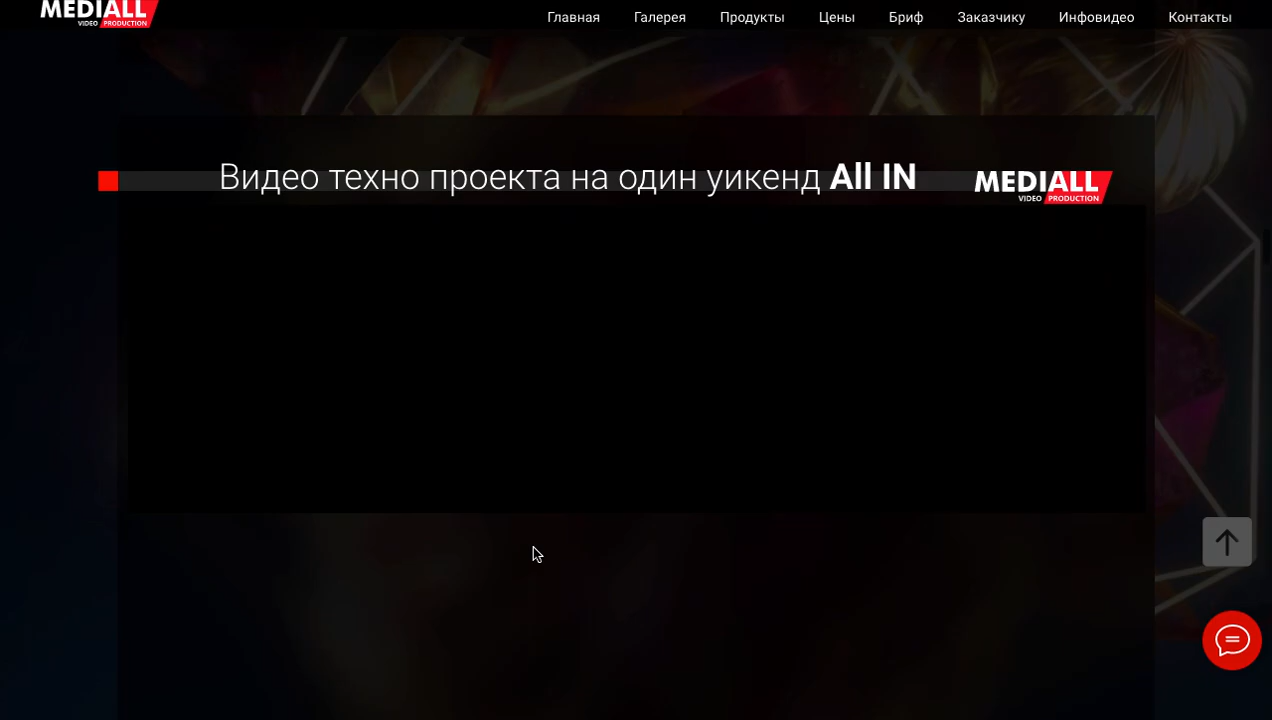 MEDIALL
VIDEO PRODUCTION
Главная Галерея Продукты Цены Бриф Заказчику Инфовидео Контакты
Видео техно проекта на один уикенд All IN
MEDIALL
VIDEO PRODUCTION